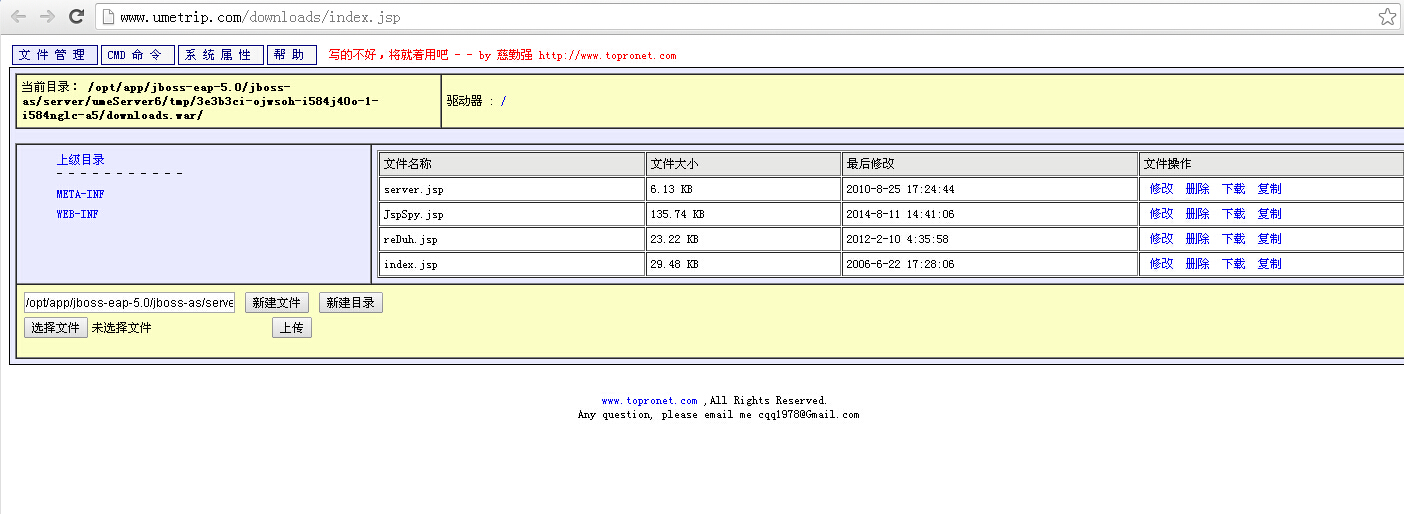 www.umetrip.com/downloads/index.jsp
文件管理 CMD命令 系统属性 帮助 写的不好，将就着用吧 - - by 慈勤强 http://www.topronet.com
当前目录： /opt/app/jboss-eap-5.0/jboss-
as/server/umeServer6/tmp/3e3b3ci-ojwsoh-i584j40o-1-
i584nglc-a5/downloads.war/
驱动器 : /
上级目录
- - - - - - - - - - -
META-INF
WEB-INF
文件名称 文件大小 最后修改 文件操作
server.jsp 6.13 KB 2010-8-25 17:24:44 修改 删除 下载 复制
JspSpy.jsp 135.74 KB 2014-8-11 14:41:06 修改 删除 下载 复制
reDuh.jsp 23.22 KB 2012-2-10 4:35:58 修改 删除 下载 复制
index.jsp 29.48 KB 2006-6-22 17:28:06 修改 删除 下载 复制
/opt/app/jboss-eap-5.0/jboss-as/serve 新建文件 新建目录
选择文件 未选择文件 上传
www.topronet.com ,All Rights Reserved.
Any question, please email me cqq1978@Gmail.com